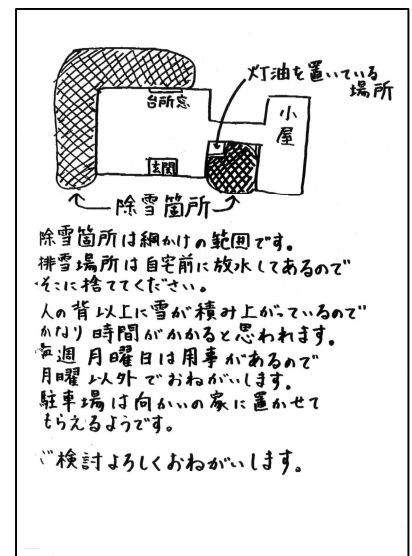 灯油を置いている
場所
台所窓
小屋
玄関
除雪箇所
除雪箇所は網かけの範囲です。
排雪場所は自宅前に放水してあるので
そこに捨ててください。
人の背以上に雪が積み上がっているので
かなり時間がかかると思われます。
毎週月曜日は用事があるので
月曜以外でおねがいします。
駐車場は向かいの家に置かせて
もらえるようです。
ご検討よろしくおねがいします。